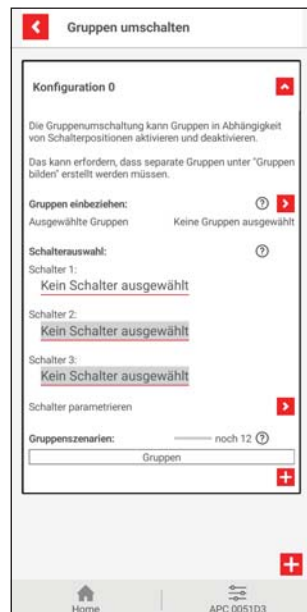 Gruppen umschalten
Konfiguration 0
Die Gruppenumschaltung kann Gruppen in Abhängigkeit
von Schalterpositionen aktivieren und deaktivieren.
Das kann erfordern, dass separate Gruppen unter "Gruppen
bilden" erstellt werden müssen.
Gruppen einbeziehen: ?
Ausgewählte Gruppen Keine Gruppen ausgewählt
Schalterauswahl: ?
Schalter 1:
Kein Schalter ausgewählt
Schalter 2:
Kein Schalter ausgewählt
Schalter 3:
Kein Schalter ausgewählt
Schalter parametrieren
Gruppenszenarien: noch 12 ?
Gruppen
+
+
Home APC 0051D3